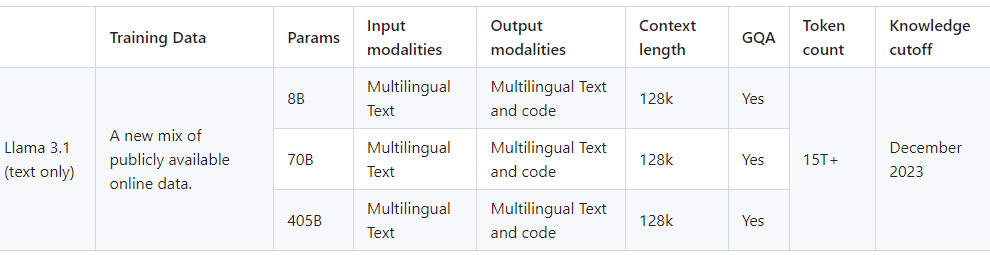 Training Data
Params
Input modalities
Output modalities
Context length
GQA
Token count
Knowledge cutoff
Llama 3.1 (text only)
A new mix of publicly available online data.
8B
Multilingual Text
Multilingual Text and code
128k
Yes
70B
Multilingual Text
Multilingual Text and code
128k
Yes
15T+
December 2023
405B
Multilingual Text
Multilingual Text and code
128k
Yes